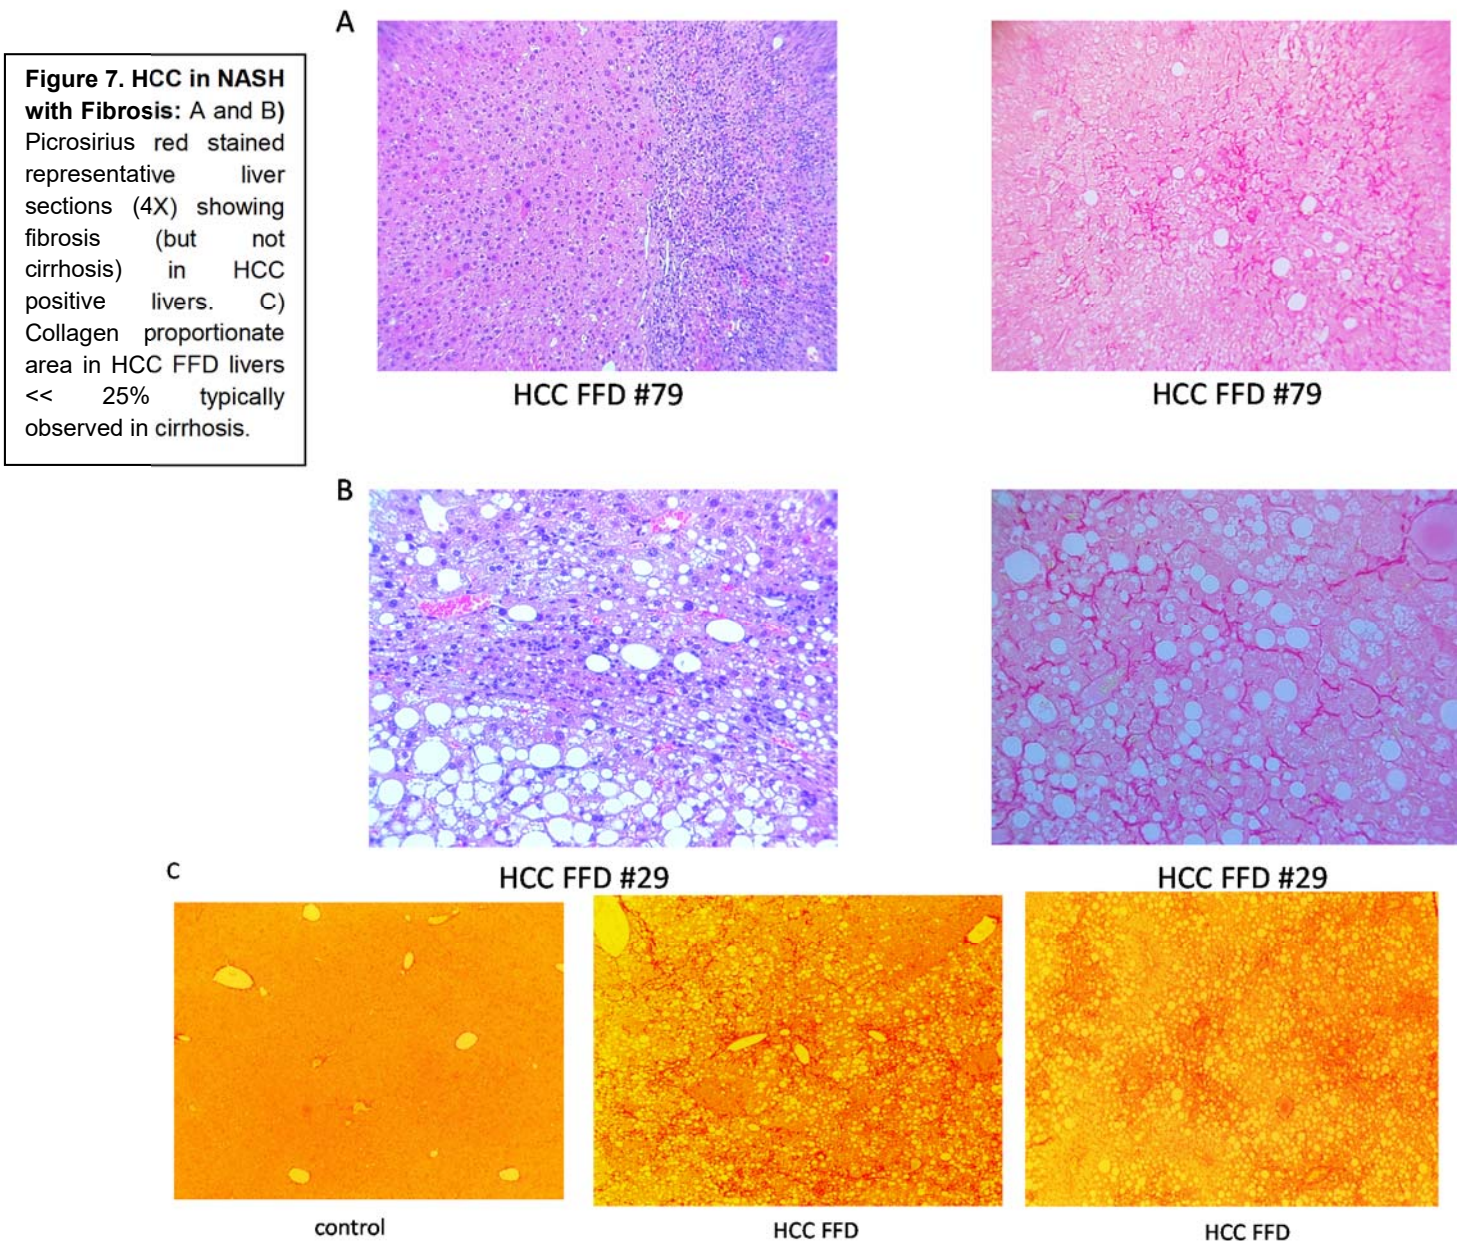 A
Figure 7. HCC in NASH
with Fibrosis: A and B)
Picrosirius red stained
representative liver
sections (4X) showing
fibrosis (but not
cirrhosis) in HCC
positive livers. C)
Collagen proportionate
area in HCC FFD livers
<< 25% typically
observed in cirrhosis.
HCC FFD #79
HCC FFD #79
B
HCC FFD #29
HCC FFD #29
C
control
HCC FFD
HCC FFD